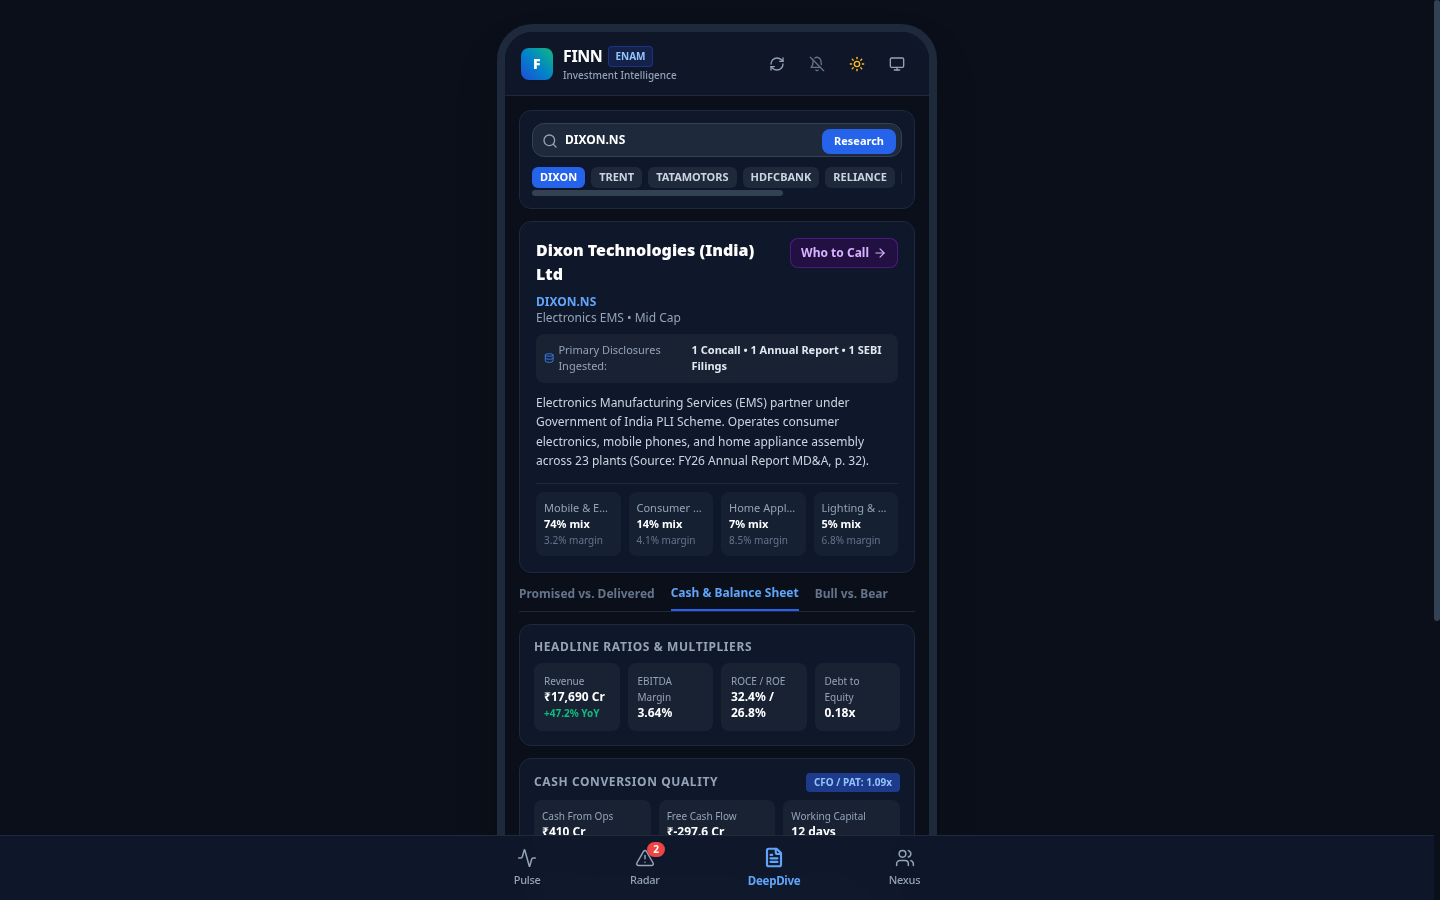 F
FINN ENAM
Investment Intelligence
DIXON.NS
Research
DIXON TRENT TATAMOTORS HDFCBANK RELIANCE
Dixon Technologies (India)
Ltd
Who to Call →
DIXON.NS
Electronics EMS • Mid Cap
Primary Disclosures
Ingested:
1 Concall • 1 Annual Report • 1 SEBI
Filings
Electronics Manufacturing Services (EMS) partner under
Government of India PLI Scheme. Operates consumer
electronics, mobile phones, and home appliance assembly
across 23 plants (Source: FY26 Annual Report MD&A, p. 32).
Mobile & E...
74% mix
3.2% margin
Consumer ...
14% mix
4.1% margin
Home Appl...
7% mix
8.5% margin
Lighting & ...
5% mix
6.8% margin
Promised vs. Delivered Cash & Balance Sheet Bull vs. Bear
HEADLINE RATIOS & MULTIPLIERS
Revenue
₹17,690 Cr
+47.2% YoY
EBITDA
Margin
3.64%
ROCE / ROE
32.4% /
26.8%
Debt to
Equity
0.18x
CASH CONVERSION QUALITY
CFO / PAT: 1.09x
Cash From Ops
₹410 Cr
Free Cash Flow
₹-297.6 Cr
Working Capital
12 days
Pulse
2
Radar
DeepDive
Nexus